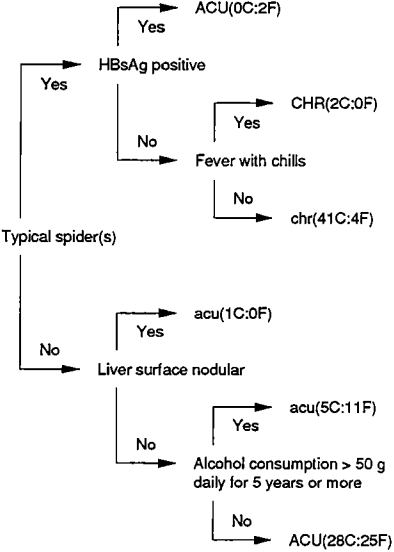 ACU(0C:2F)
Yes
HBsAg positive
Yes
CHR(2C:0F)
No
Yes
Fever with chills
No
chr(41C:4F)
Typical spider(s)
acu(1C:0F)
Yes
No
Liver surface nodular
acu(5C:11F)
No
Yes
Alcohol consumption > 50 g
daily for 5 years or more
No
ACU(28C:25F)